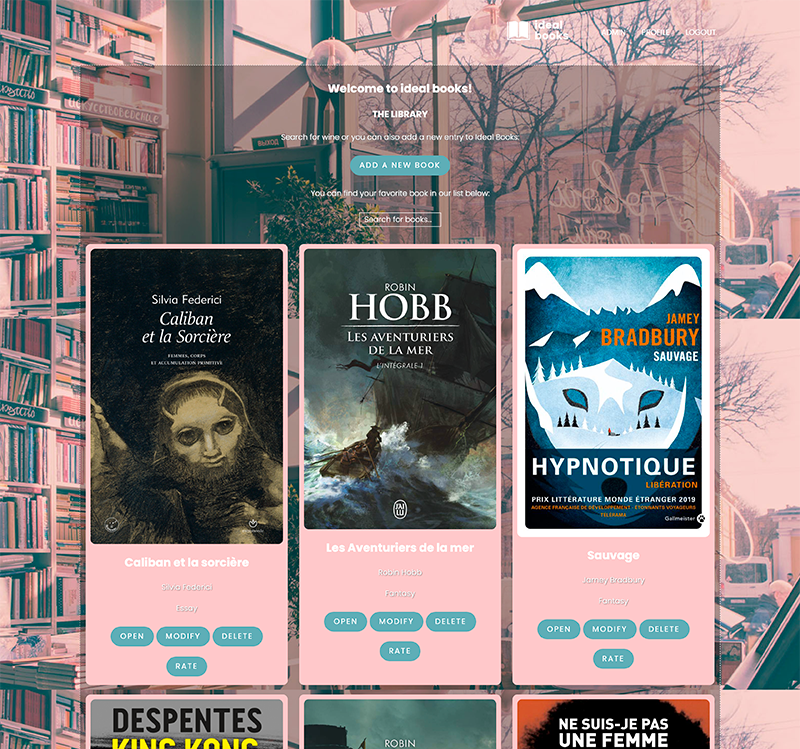 ideal
books
ADMIN
PROFILE
LOGOUT
Welcome to ideal books!
THE LIBRARY
Search for wine or you can also add a new entry to Ideal Books:
ADD A NEW BOOK
You can find your favorite book in our list below:
Search for books...
ИСКУССТВОВЕДЕНИЕ
ВЫХОД
Silvia Federici
Caliban
et la Sorcière
FEMMES, CORPS
ET ACCUMULATION PRIMITIVE
Caliban et la sorcière
Silvia Federici
Essay
OPEN
MODIFY
DELETE
RATE
ROBIN
HOBB
LES AVENTURIERS
DE LA MER
L'INTÉGRALE 1
J'AI
LU
Les Aventuriers de la mer
Robin Hobb
Fantasy
OPEN
MODIFY
DELETE
RATE
JAMEY
BRADBURY
SAUVAGE
HYPNOTIQUE
LIBÉRATION
PRIX LITTÉRATURE MONDE ÉTRANGER 2019
AGENCE FRANÇAISE DE DÉVELOPPEMENT - ÉTONNANTS VOYAGEURS
TÉLÉRAMA
Gallmeister
Sauvage
Jamey Bradbury
Fantasy
OPEN
MODIFY
DELETE
RATE
DESPENTES
KING KONG
ROBIN
NE SUIS-JE PAS
UNE FEMME